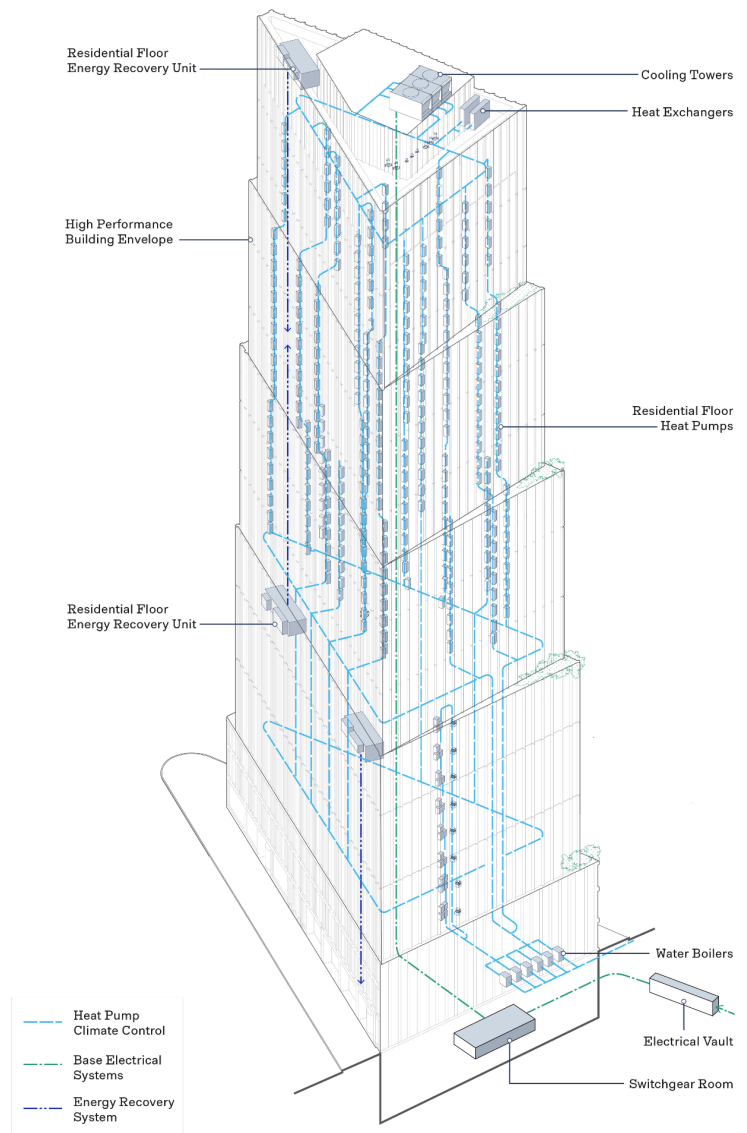 Residential Floor
Energy Recovery Unit
Cooling Towers
Heat Exchangers
High Performance
Building Envelope
Residential Floor
Heat Pumps
Residential Floor
Energy Recovery Unit
Water Boilers
Electrical Vault
Switchgear Room
Heat Pump
Climate Control
Base Electrical
Systems
Energy Recovery
System